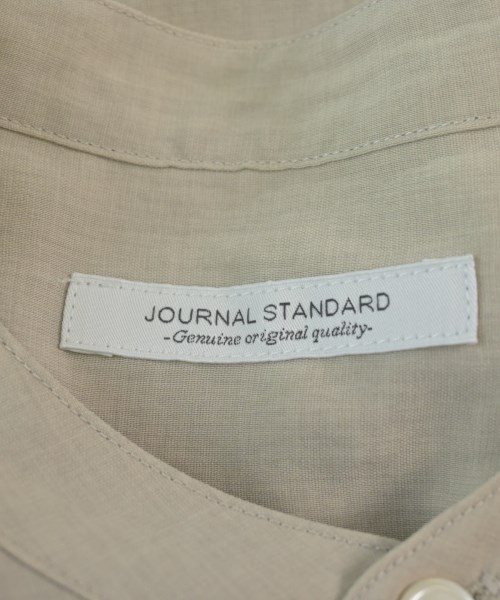 JOURNAL STANDARD
-Genuine original quality-